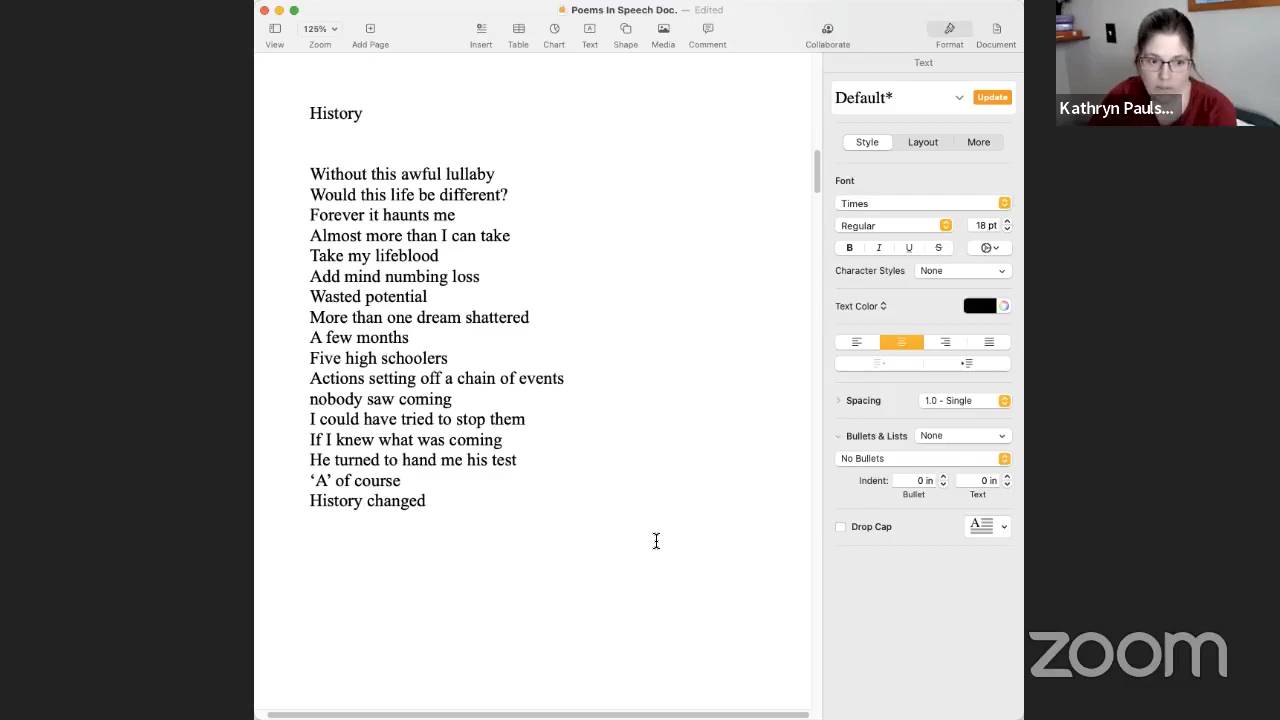 Poems In Speech Doc. — Edited
125%
View
Zoom
Add Page
Insert
Table
Chart
Text
Shape
Media
Comment
Collaborate
Format
Document
Kathryn Pauls...
History
Without this awful lullaby
Would this life be different?
Forever it haunts me
Almost more than I can take
Take my lifeblood
Add mind numbing loss
Wasted potential
More than one dream shattered
A few months
Five high schoolers
Actions setting off a chain of events
nobody saw coming
I could have tried to stop them
If I knew what was coming
He turned to hand me his test
‘A’ of course
History changed
Text
Default*
Update
Style
Layout
More
Font
Times
Regular
18 pt
B I U S
Character Styles
None
Text Color
Spacing
1.0 - Single
Bullets & Lists
None
No Bullets
Indent:
0 in
0 in
Bullet
Text
Drop Cap
A
zoom